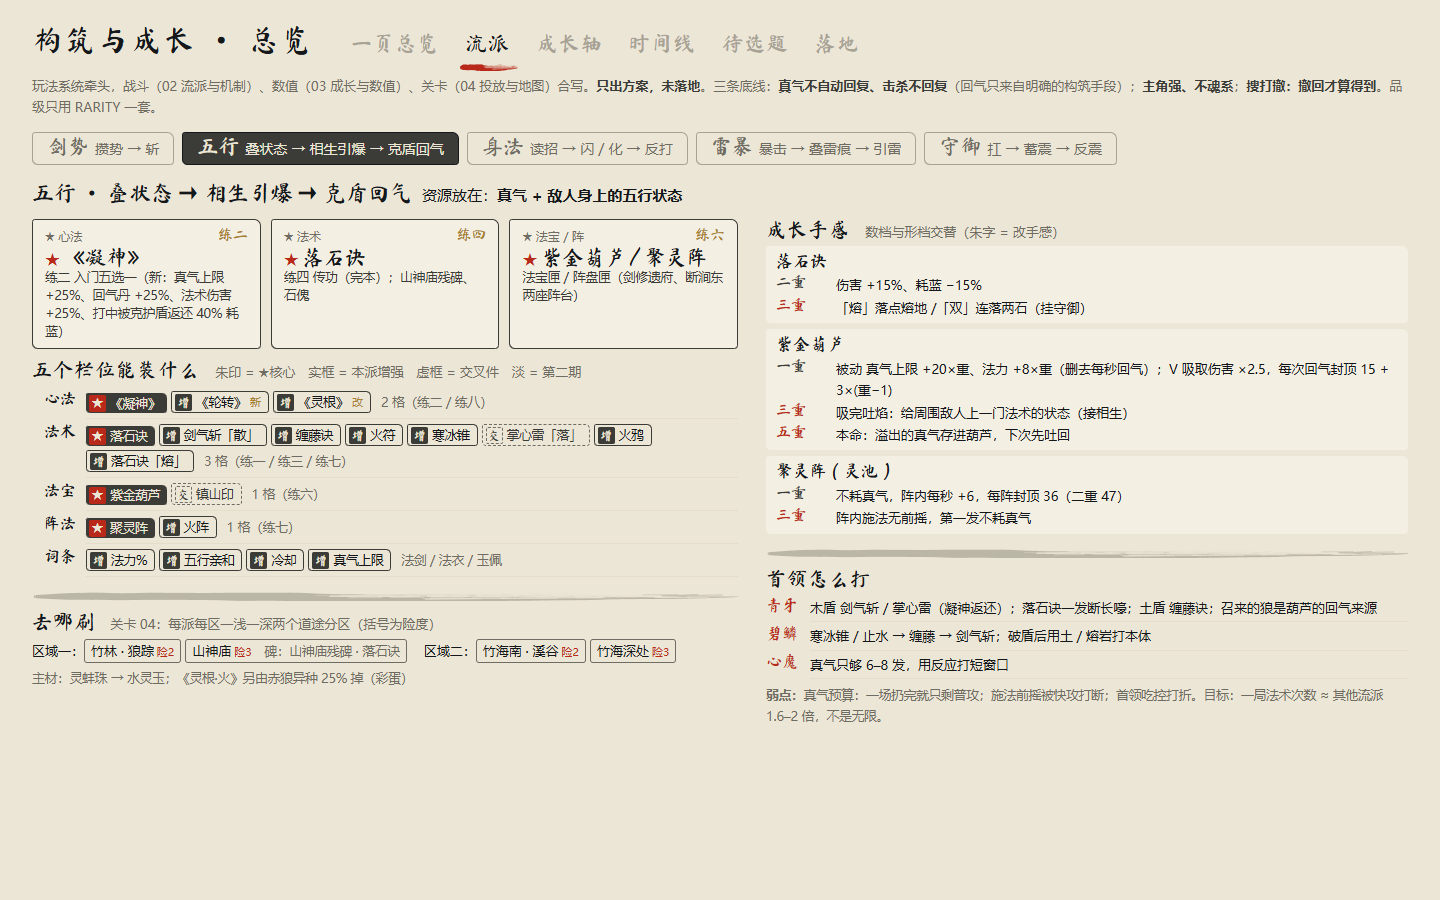 构筑与成长 · 总览 一页总览 流派 成长轴 时间线 待选题 落地
玩法系统牵头，战斗（02 流派与机制）、数值（03 成长与数值）、关卡（04 投放与地图）合写。只出方案，未落地。三条底线：真气不自动回复、击杀不回复（回气只来自明确的构筑手段）；主角强、不魂系；搜打撤：撤回才算得到。品
级只用 RARITY 一套。
剑势 攒势 → 斩
五行 叠状态 → 相生引爆 → 克盾回气
身法 读招 → 闪 / 化 → 反打
雷暴 暴击 → 叠雷痕 → 引雷
守御 扛 → 蓄震 → 反震
五行 · 叠状态 → 相生引爆 → 克盾回气 资源放在：真气 + 敌人身上的五行状态
★ 心法 练二
★ 《凝神》
练二 入门五选一（新：真气上限
+25%、回气丹 +25%、法术伤害
+25%、打中被克护盾返还 40% 耗
蓝）
★ 法术 练四
★ 落石诀
练四 传功（完本）；山神庙残碑、
石傀
★ 法宝 / 阵 练六
★ 紫金葫芦 / 聚灵阵
法宝匣 / 阵盘匣（剑修遗府、断涧东
两座阵台）
五个栏位能装什么 朱印 = ★核心 实框 = 本派增强 虚框 = 交叉件 淡 = 第二期
心法 ★ 《凝神》 增 《轮转》 新 增 《灵根》 改 2 格（练二 / 练八）
法术 ★ 落石诀 增 剑气斩「散」 增 缠藤诀 增 火符 增 寒冰锥 交 掌心雷「落」 增 火鸦
增 落石诀「熔」 3 格（练一 / 练三 / 练七）
法宝 ★ 紫金葫芦 交 镇山印 1 格（练六）
阵法 ★ 聚灵阵 增 火阵 1 格（练七）
词条 增 法力% 增 五行亲和 增 冷却 增 真气上限 法剑 / 法衣 / 玉佩
去哪刷 关卡 04：每派每区一浅一深两个道途分区（括号为险度）
区域一： 竹林 · 狼踪 险2 山神庙 险3 碑：山神庙残碑 · 落石诀 区域二： 竹海南 · 溪谷 险2 竹海深处 险3
主材：灵蚌珠 → 水灵玉；《灵根·火》另由赤狼异种 25% 掉（彩蛋）
成长手感 数档与形档交替（朱字 = 改手感）
落石诀
二重 伤害 +15%、耗蓝 −15%
三重 「熔」落点熔地 /「双」连落两石（挂守御）
紫金葫芦
一重 被动 真气上限 +20×重、法力 +8×重（删去每秒回气）；V 吸取伤害 ×2.5，每次回气封顶 15 +
3×(重−1)
三重 吸完吐焰：给周围敌人上一门法术的状态（接相生）
五重 本命：溢出的真气存进葫芦，下次先吐回
聚灵阵（灵池）
一重 不耗真气，阵内每秒 +6，每阵封顶 36（二重 47）
三重 阵内施法无前摇，第一发不耗真气
首领怎么打
青牙 木盾 剑气斩 / 掌心雷（凝神返还）；落石诀一发断长嚎；土盾 缠藤诀；召来的狼是葫芦的回气来源
碧鳞 寒冰锥 / 止水 → 缠藤 → 剑气斩；破盾后用土 / 熔岩打本体
心魔 真气只够 6–8 发，用反应打短窗口
弱点：真气预算：一场扔完就只剩普攻；施法前摇被快攻打断；首领吃控打折。目标：一局法术次数 ≈ 其他流派
1.6–2 倍，不是无限。